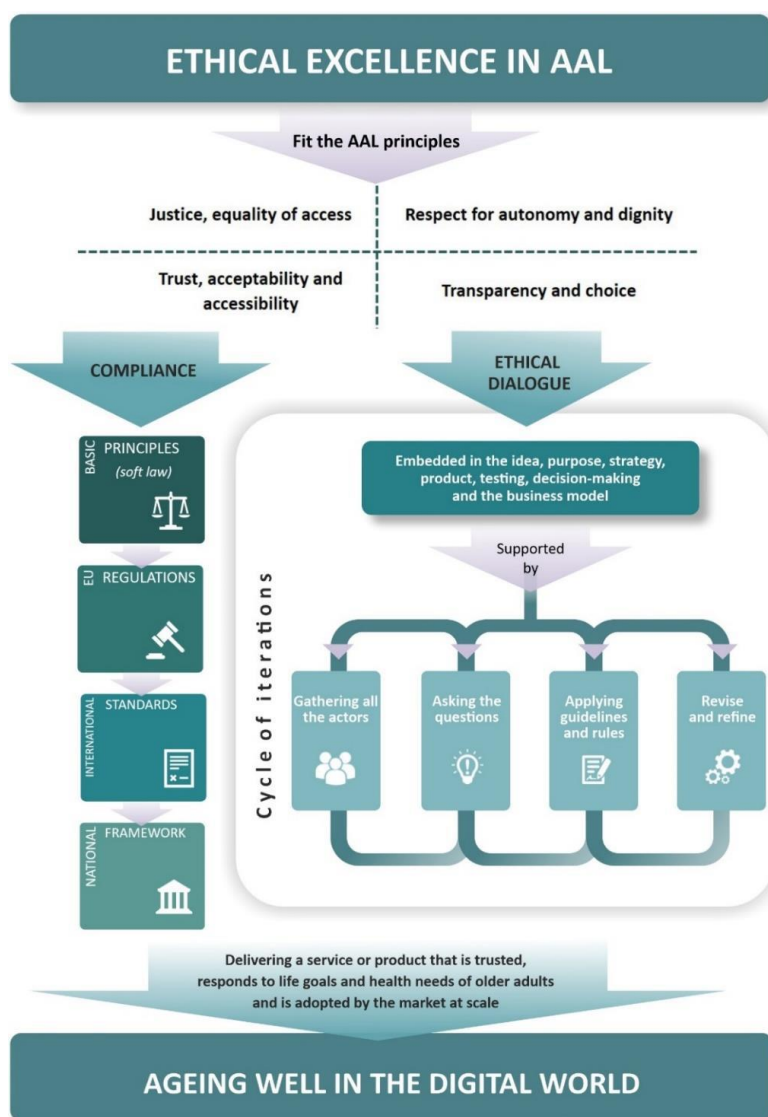 ETHICAL EXCELLENCE IN AAL
Fit the AAL principles
Justice, equality of access
Respect for autonomy and dignity
Trust, acceptability and
accessibility
Transparency and choice
COMPLIANCE
ETHICAL
DIALOGUE
BASIC
PRINCIPLES
(soft law)
EU
REGULATIONS
INTERNATIONAL
STANDARDS
NATIONAL
FRAMEWORK
Cycle of iterations
Embedded in the idea, purpose, strategy,
product, testing, decision-making
and the business model
Supported
by
Gathering all
the actors
Asking the
questions
Applying
guidelines
and rules
Revise
and refine
Delivering a service or product that is trusted,
responds to life goals and health needs of older adults
and is adopted by the market at scale
AGEING WELL IN THE DIGITAL WORLD